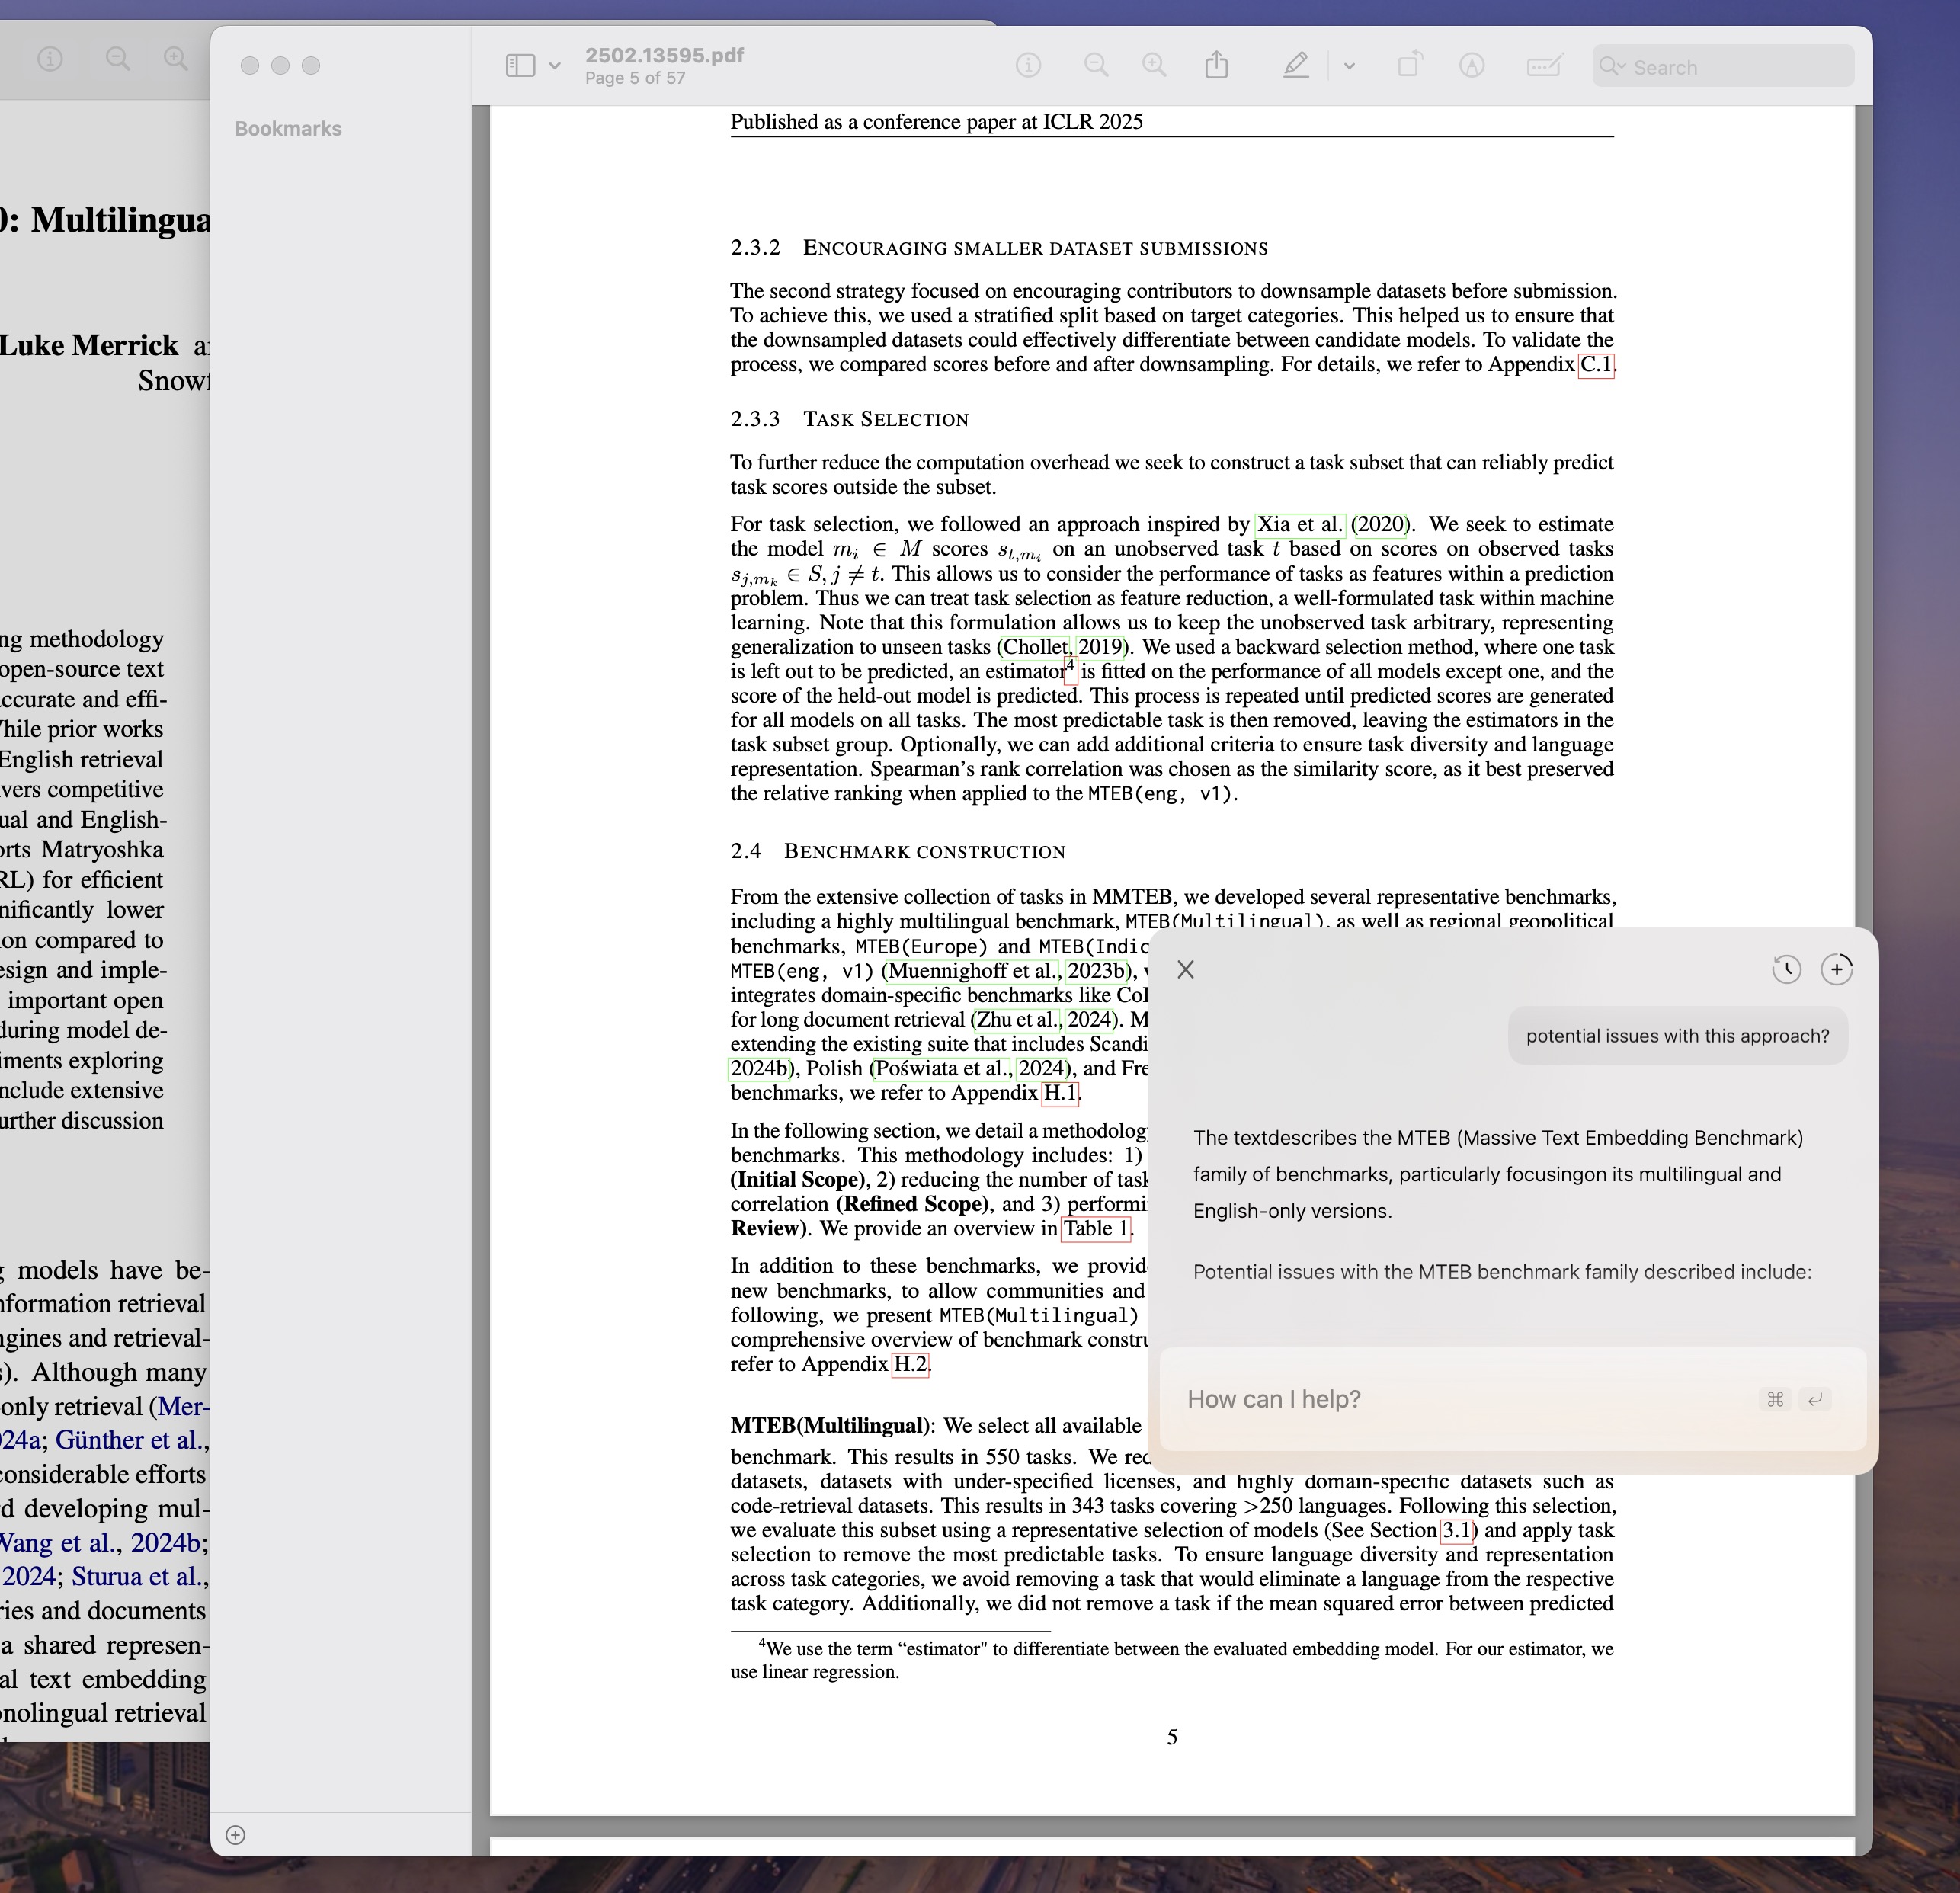 0: Multilingua
Luke Merrick
Snowf
ng methodology
open-source text
accurate and effi-
While prior works
English retrieval
vers competitive
ual and English-
orts Matryoshka
RL) for efficient
nificantly lower
ion compared to
esign and imple-
important open
during model de-
iments exploring
nclude extensive
urther discussion
g models have be-
nformation retrieval
ngines and retrieval-
s). Although many
-only retrieval (Mer-
024a; Günther et al.,
considerable efforts
rd developing mul-
Wang et al., 2024b;
2024; Sturua et al.,
ries and documents
a shared represen-
al text embedding
onolingual retrieval
Bookmarks
2502.13595.pdf
Page 5 of 57
Search
Published as a conference paper at ICLR 2025
2.3.2 ENCOURAGING SMALLER DATASET SUBMISSIONS
The second strategy focused on encouraging contributors to downsample datasets before submission.
To achieve this, we used a stratified split based on target categories. This helped us to ensure that
the downsampled datasets could effectively differentiate between candidate models. To validate the
process, we compared scores before and after downsampling. For details, we refer to Appendix C.1.
2.3.3 TASK SELECTION
To further reduce the computation overhead we seek to construct a task subset that can reliably predict
task scores outside the subset.
For task selection, we followed an approach inspired by Xia et al. (2020). We seek to estimate
the model m_i ∈ M scores s_{t,m_i} on an unobserved task t based on scores on observed tasks
s_{j,m_k} ∈ S, j ≠ t. This allows us to consider the performance of tasks as features within a prediction
problem. Thus we can treat task selection as feature reduction, a well-formulated task within machine
learning. Note that this formulation allows us to keep the unobserved task arbitrary, representing
generalization to unseen tasks (Chollet, 2019). We used a backward selection method, where one task
is left out to be predicted, an estimator⁴ is fitted on the performance of all models except one, and the
score of the held-out model is predicted. This process is repeated until predicted scores are generated
for all models on all tasks. The most predictable task is then removed, leaving the estimators in the
task subset group. Optionally, we can add additional criteria to ensure task diversity and language
representation. Spearman's rank correlation was chosen as the similarity score, as it best preserved
the relative ranking when applied to the MTEB(eng, v1).
2.4 BENCHMARK CONSTRUCTION
From the extensive collection of tasks in MMTEB, we developed several representative benchmarks,
including a highly multilingual benchmark, MTEB(Multilingual), as well as regional geopolitical
benchmarks, MTEB(Europe) and MTEB(Indic
MTEB(eng, v1) (Muennighoff et al., 2023b),
integrates domain-specific benchmarks like CoI
for long document retrieval (Zhu et al., 2024). M
extending the existing suite that includes Scandi
2024b), Polish (Poświata et al., 2024), and Fre
benchmarks, we refer to Appendix H.1.
In the following section, we detail a methodolog
benchmarks. This methodology includes: 1)
(Initial Scope), 2) reducing the number of task
correlation (Refined Scope), and 3) performi
Review). We provide an overview in Table 1.
In addition to these benchmarks, we provid
new benchmarks, to allow communities and
following, we present MTEB(Multilingual)
comprehensive overview of benchmark constru
refer to Appendix H.2.
MTEB(Multilingual): We select all available
benchmark. This results in 550 tasks. We red
datasets, datasets with under-specified licenses, and highly domain-specific datasets such as
code-retrieval datasets. This results in 343 tasks covering >250 languages. Following this selection,
we evaluate this subset using a representative selection of models (See Section 3.1) and apply task
selection to remove the most predictable tasks. To ensure language diversity and representation
across task categories, we avoid removing a task that would eliminate a language from the respective
task category. Additionally, we did not remove a task if the mean squared error between predicted
⁴We use the term “estimator" to differentiate between the evaluated embedding model. For our estimator, we
use linear regression.
5
potential issues with this approach?
The textdescribes the MTEB (Massive Text Embedding Benchmark)
family of benchmarks, particularly focusingon its multilingual and
English-only versions.
Potential issues with the MTEB benchmark family described include:
How can I help?